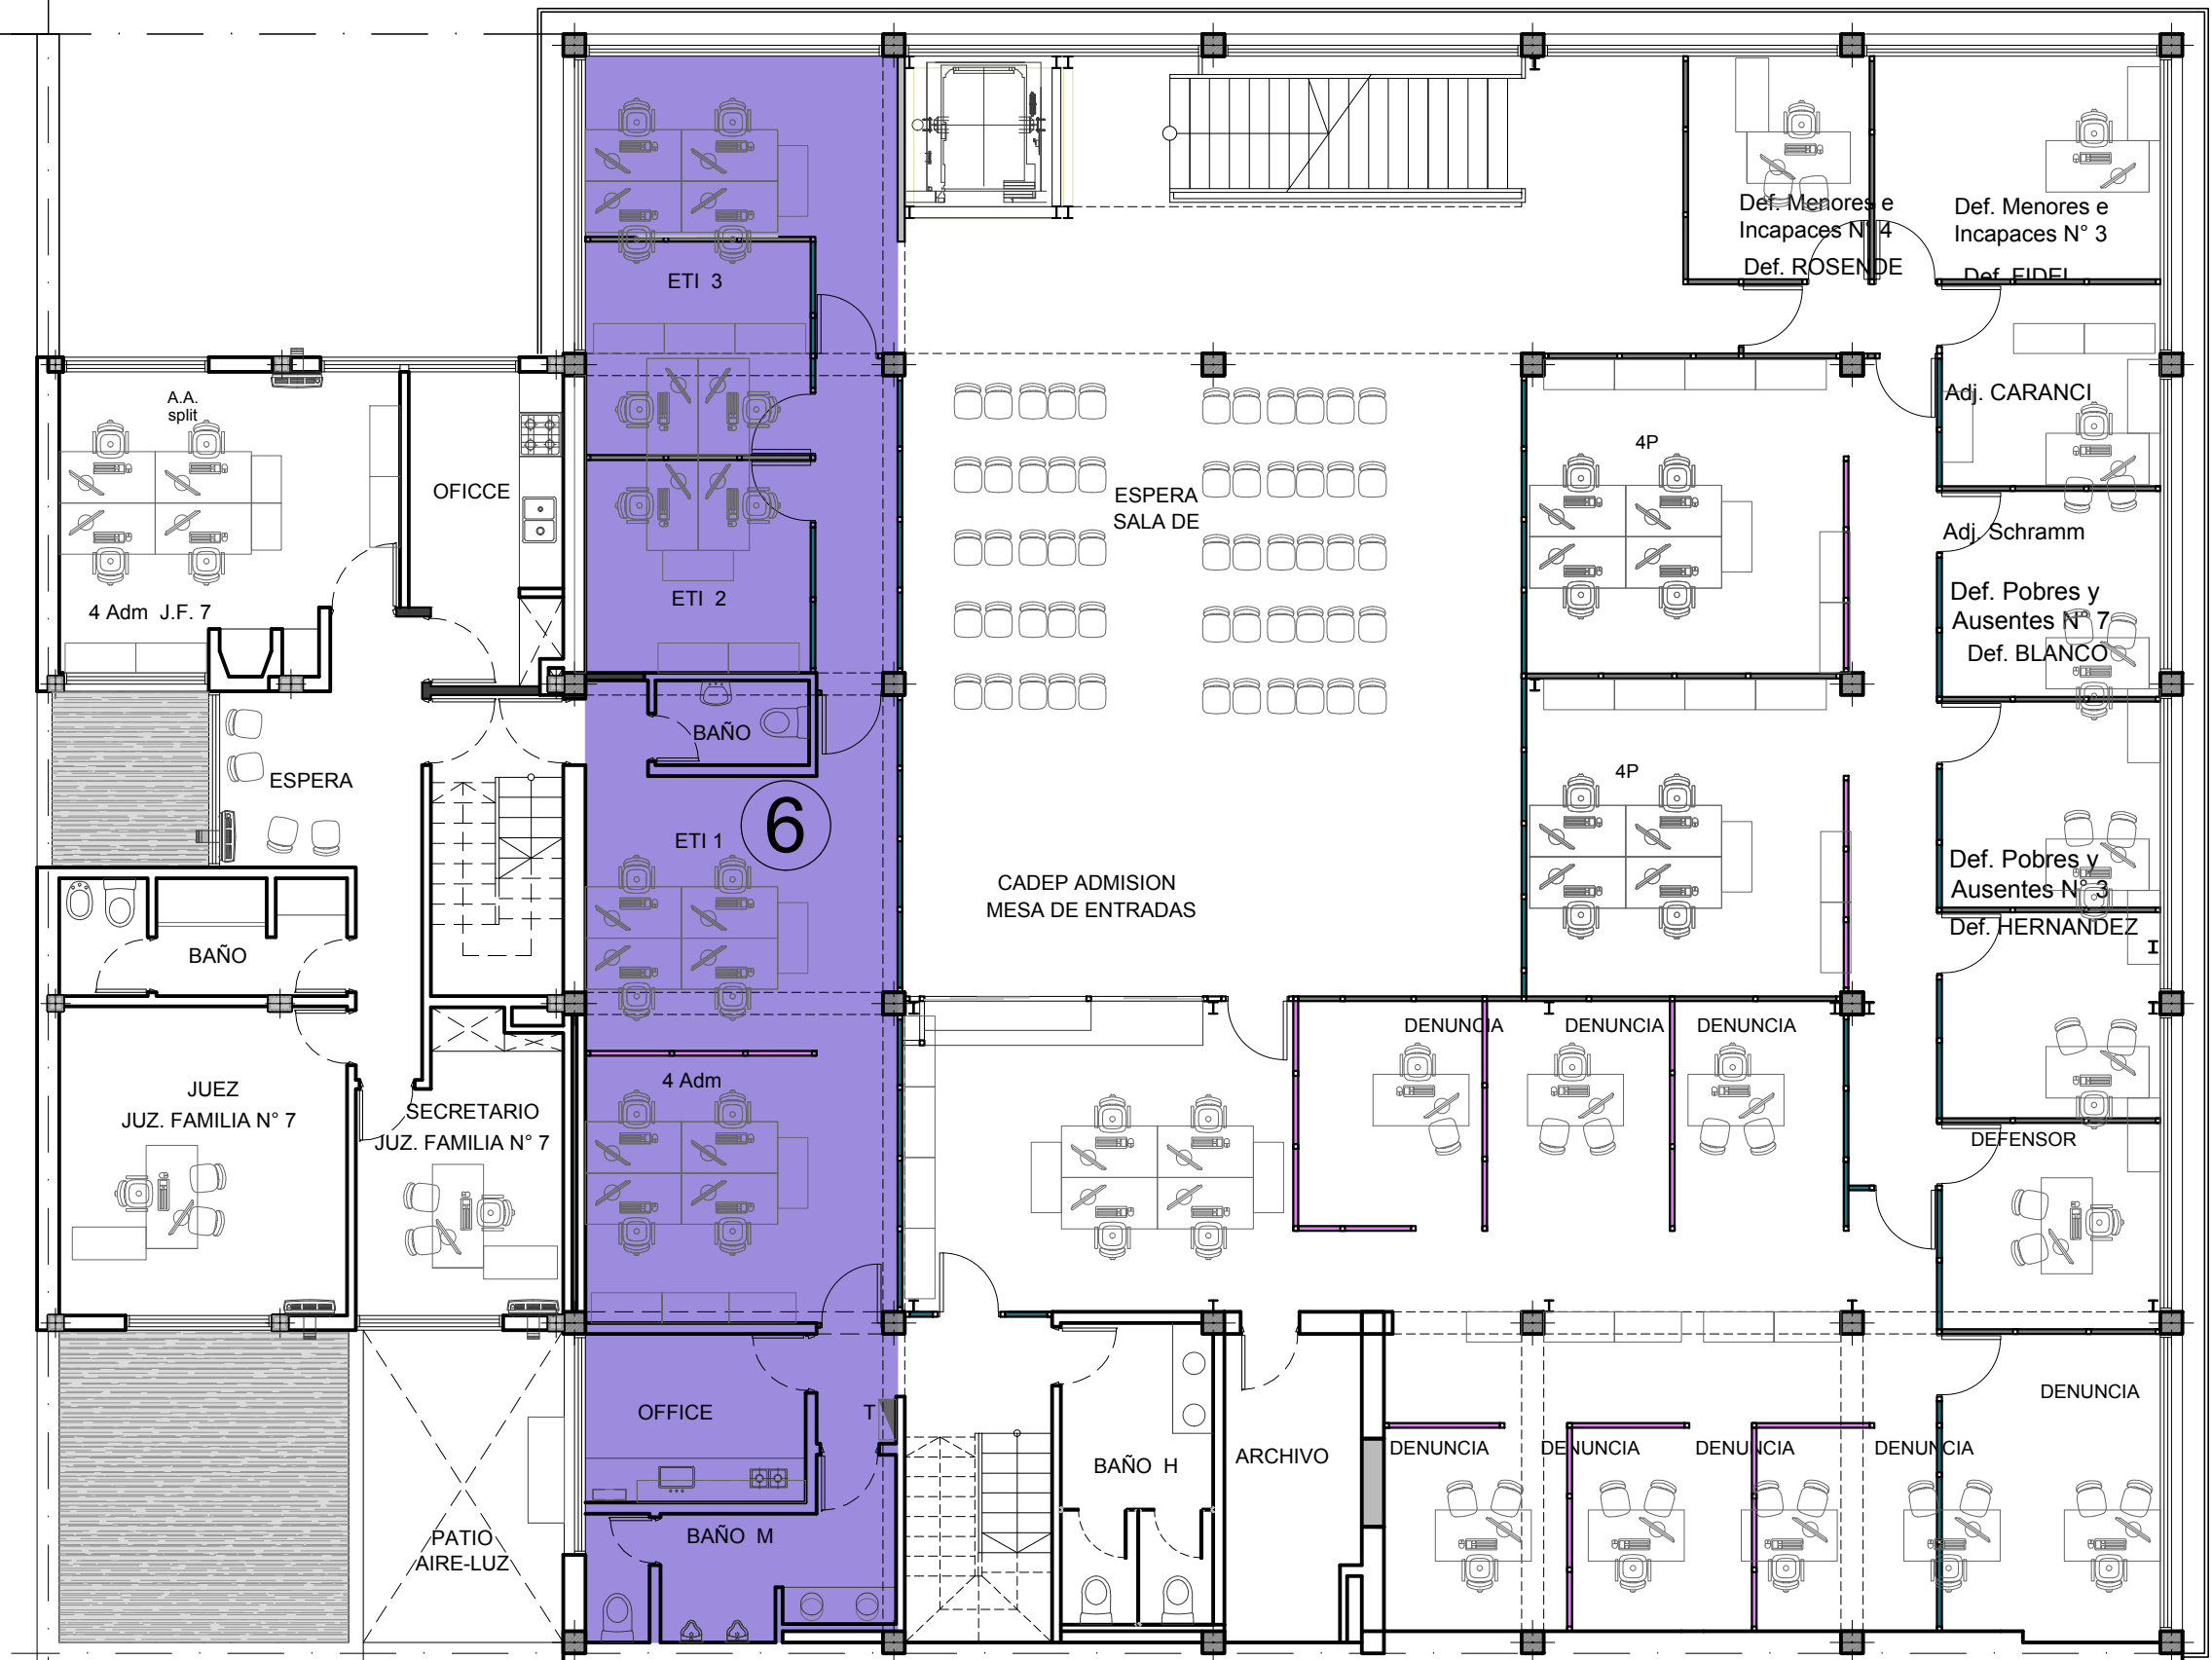 Def. Menores e
Incapaces N° 4
Def. ROSENDE
Def. Menores e
Incapaces N° 3
Def. FIDEL
ETI 3
A.A.
split
OFICCE
4 Adm J.F. 7
ETI 2
ESPERA
SALA DE
4P
Adj. CARANCI
Adj. Schramm
Def. Pobres y
Ausentes N° 7
Def. BLANCO
BAÑO
ESPERA
ETI 1
6
4P
CADEP ADMISION
MESA DE ENTRADAS
Def. Pobres y
Ausentes N° 3
Def. HERNANDEZ
BAÑO
JUEZ
JUZ. FAMILIA N° 7
SECRETARIO
JUZ. FAMILIA N° 7
4 Adm
DENUNCIA
DENUNCIA
DENUNCIA
DEFENSOR
OFFICE
T
BAÑO H
ARCHIVO
DENUNCIA
DENUNCIA
DENUNCIA
DENUNCIA
DENUNCIA
PATIO
AIRE-LUZ
BAÑO M